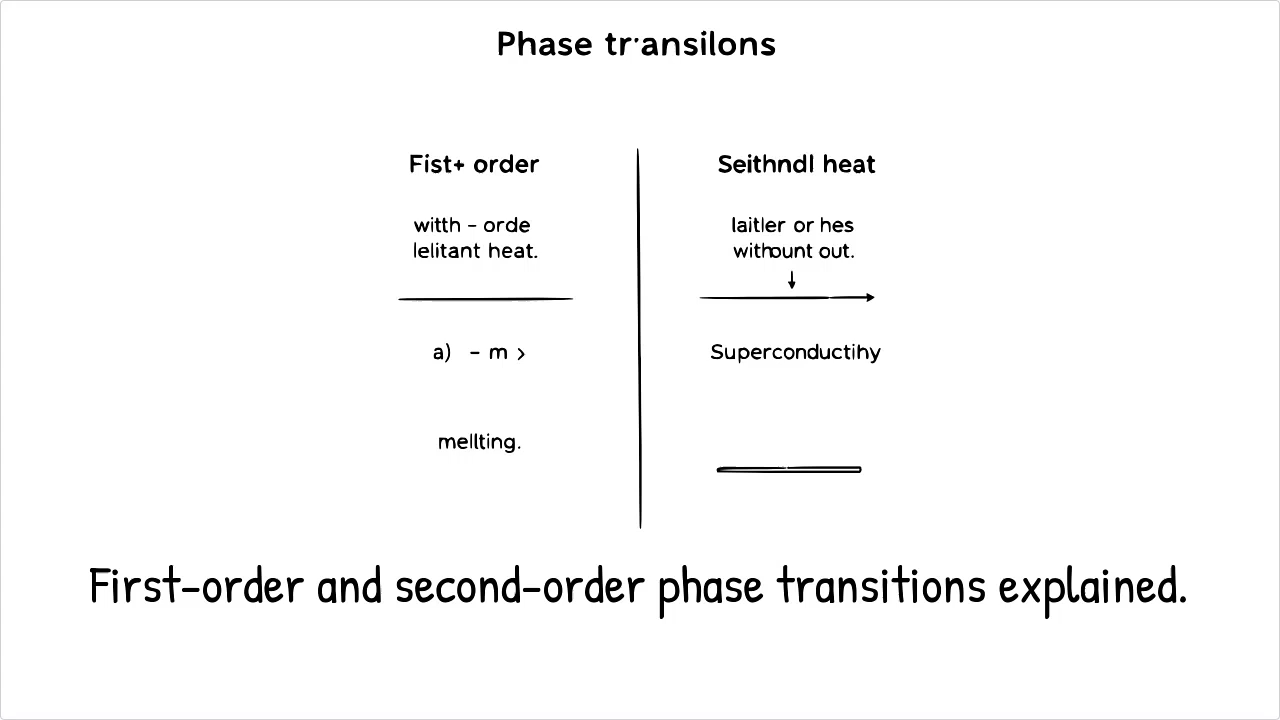 Phase tr·ansilons
Fist+ order
witth - orde
lelitant heat.
a) - m >
mellting.
Seithndl heat
laitler or hes
withount out.
Superconductihy
First-order and second-order phase transitions explained.